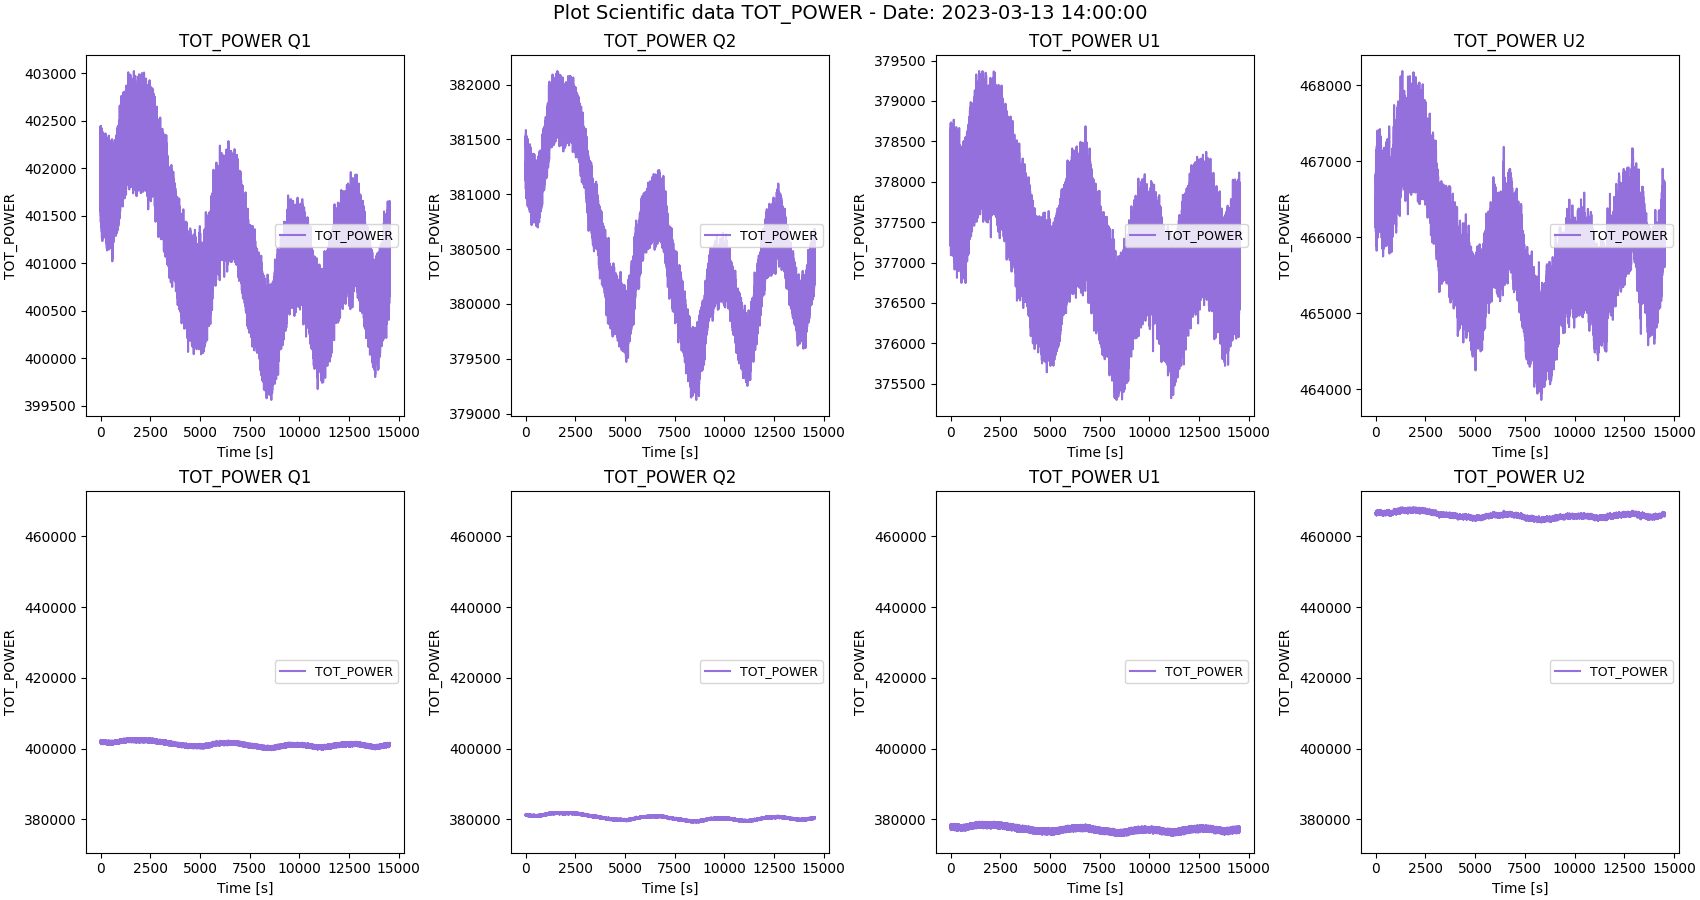 Plot Scientific data TOT_POWER - Date: 2023-03-13 14:00:00
TOT_POWER Q1
TOT_POWER
403000
402500
402000
401500
401000
400500
400000
399500
TOT_POWER
0 2500 5000 7500 10000 12500 15000
Time [s]
TOT_POWER Q2
TOT_POWER
382000
381500
381000
380500
380000
379500
379000
TOT_POWER
0 2500 5000 7500 10000 12500 15000
Time [s]
TOT_POWER U1
TOT_POWER
379500
379000
378500
378000
377500
377000
376500
376000
375500
TOT_POWER
0 2500 5000 7500 10000 12500 15000
Time [s]
TOT_POWER U2
TOT_POWER
468000
467000
466000
465000
464000
TOT_POWER
0 2500 5000 7500 10000 12500 15000
Time [s]
TOT_POWER Q1
TOT_POWER
460000
440000
420000
400000
380000
TOT_POWER
0 2500 5000 7500 10000 12500 15000
Time [s]
TOT_POWER Q2
TOT_POWER
460000
440000
420000
400000
380000
TOT_POWER
0 2500 5000 7500 10000 12500 15000
Time [s]
TOT_POWER U1
TOT_POWER
460000
440000
420000
400000
380000
TOT_POWER
0 2500 5000 7500 10000 12500 15000
Time [s]
TOT_POWER U2
TOT_POWER
460000
440000
420000
400000
380000
TOT_POWER
0 2500 5000 7500 10000 12500 15000
Time [s]